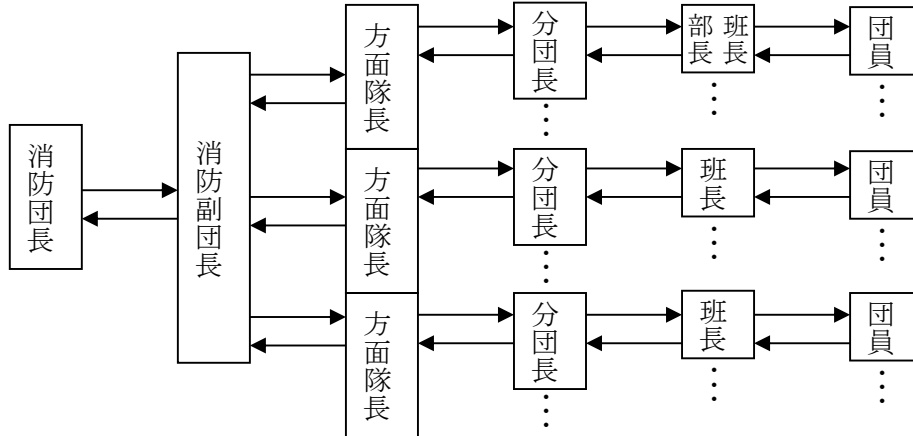 消防団長
消防副団長
方面隊長
分団長
部長
班長
団員
方面隊長
分団長
班長
団員
方面隊長
分団長
班長
団員